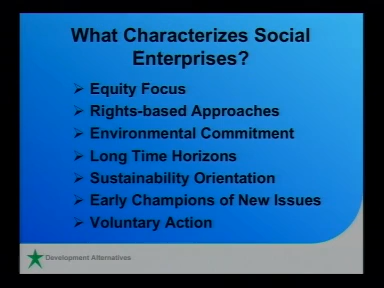 What Characterizes Social
Enterprises?
Equity Focus
Rights-based Approaches
Environmental Commitment
Long Time Horizons
Sustainability Orientation
Early Champions of New Issues
Voluntary Action
Development Alternatives